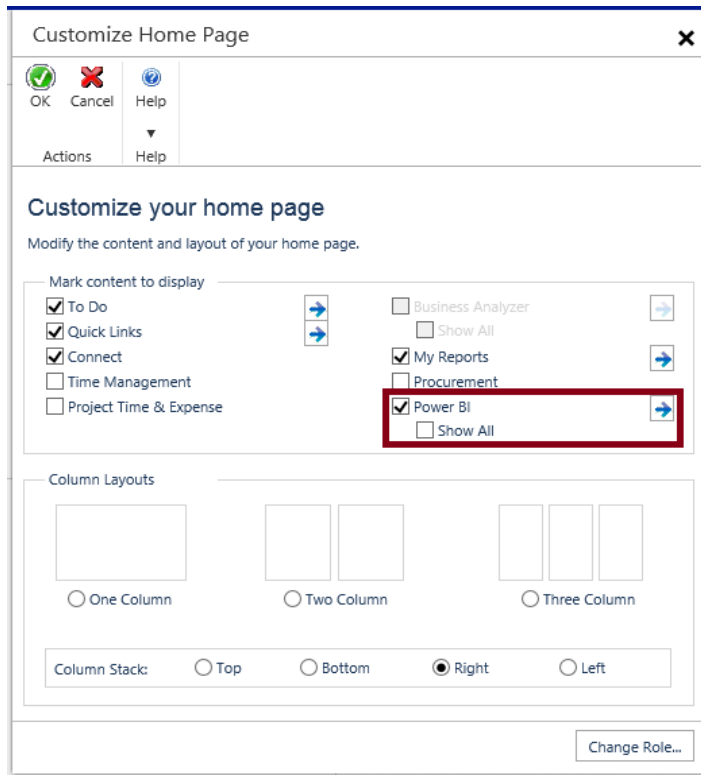 Customize Home Page
OK Cancel Help
Actions Help
Customize your home page
Modify the content and layout of your home page.
Mark content to display
To Do
Quick Links
Connect
Time Management
Project Time & Expense
Business Analyzer
Show All
My Reports
Procurement
Power BI
Show All
Column Layouts
One Column Two Column Three Column
Column Stack: Top Bottom Right Left
Change Role...